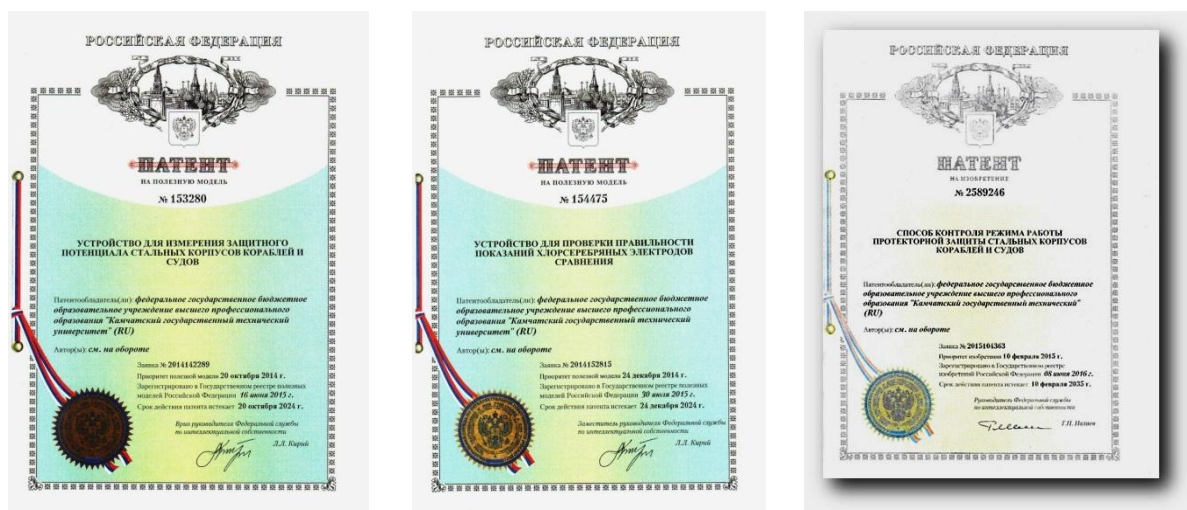 РОССИЙСКАЯ ФЕДЕРАЦИЯ
ПАТЕНТ
НА ПОЛЕЗНУЮ МОДЕЛЬ
№ 153280
УСТРОЙСТВО ДЛЯ ИЗМЕРЕНИЯ ЗАЩИТНОГО
ПОТЕНЦИАЛА СТАЛЬНЫХ КОРПУСОВ КОРАБЛЕЙ И
СУДОВ
Патентообладатель(ли): федеральное государственное бюджетное
образовательное учреждение высшего профессионального
образования "Камчатский государственный технический
университет" (RU)
Автор(ы): см. на обороте
Заявка № 2014142289
Приоритет полезной модели 20 октября 2014 г.
Зарегистрировано в Государственном реестре полезных
моделей Российской Федерации 16 июня 2015 г.
Срок действия патента истекает 20 октября 2024 г.
Врио руководителя Федеральной службы
по интеллектуальной собственности
Л.Л. Кирий
РОССИЙСКАЯ ФЕДЕРАЦИЯ
ПАТЕНТ
НА ПОЛЕЗНУЮ МОДЕЛЬ
№ 154475
УСТРОЙСТВО ДЛЯ ПРОВЕРКИ ПРАВИЛЬНОСТИ
ПОКАЗАНИЙ ХЛОРСЕРЕБРЯНЫХ ЭЛЕКТРОДОВ
СРАВНЕНИЯ
Патентообладатель(ли): федеральное государственное бюджетное
образовательное учреждение высшего профессионального
образования "Камчатский государственный технический
университет" (RU)
Автор(ы): см. на обороте
Заявка № 2014152815
Приоритет полезной модели 24 декабря 2014 г.
Зарегистрировано в Государственном реестре полезных
моделей Российской Федерации 30 июля 2015 г.
Срок действия патента истекает 24 декабря 2024 г.
Заместитель руководителя Федеральной службы
по интеллектуальной собственности
Л.Л. Кирий
РОССИЙСКАЯ ФЕДЕРАЦИЯ
ПАТЕНТ
НА ИЗОБРЕТЕНИЕ
№ 2589246
СПОСОБ КОНТРОЛЯ РЕЖИМА РАБОТЫ
ПРОТЕКТОРНОЙ ЗАЩИТЫ СТАЛЬНЫХ КОРПУСОВ
КОРАБЛЕЙ И СУДОВ
Патентообладатель(ли): федеральное государственное бюджетное
образовательное учреждение высшего профессионального
образования "Камчатский государственный технический"
(RU)
Автор(ы): см. на обороте
Заявка № 2015104363
Приоритет изобретения 10 февраля 2015 г.
Зарегистрировано в Государственном реестре
изобретений Российской Федерации 08 июня 2016 г.
Срок действия патента истекает 10 февраля 2035 г.
Руководитель Федеральной службы
по интеллектуальной собственности
Г.П. Ивлиев